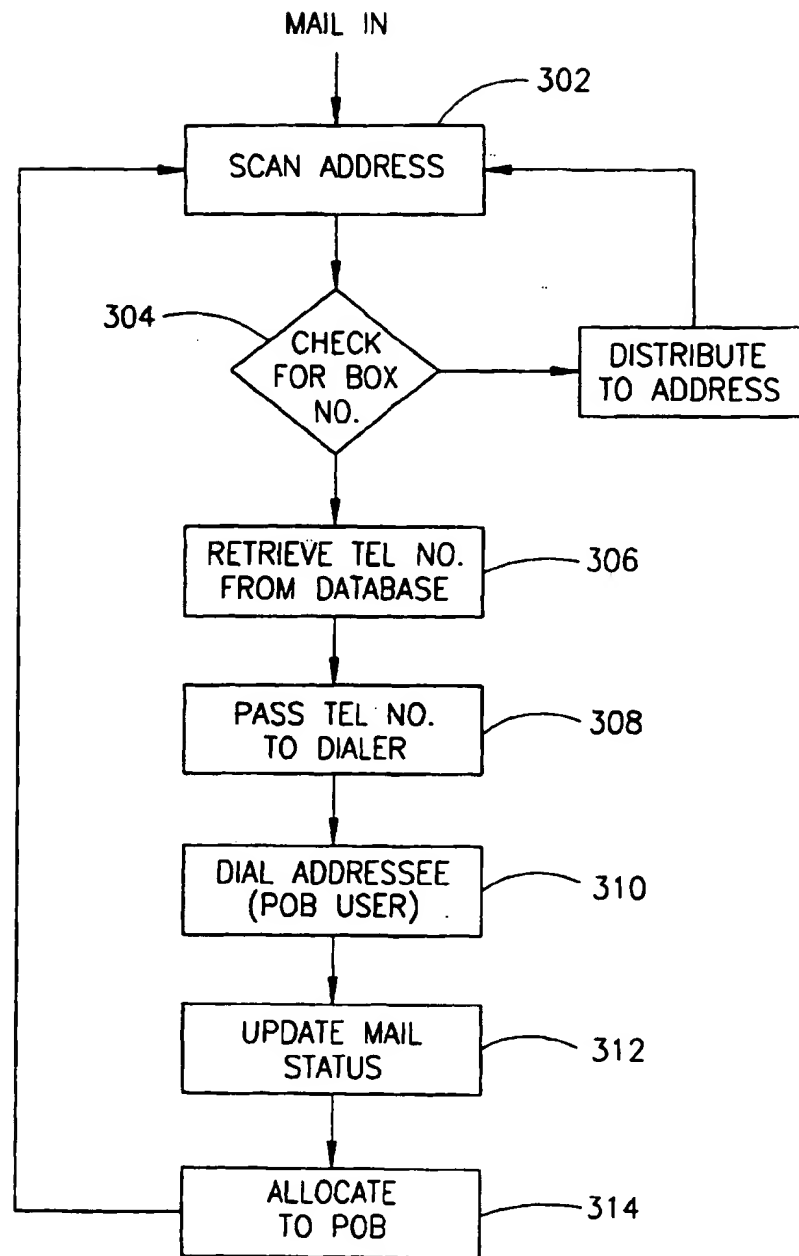 MAIL IN
302
SCAN ADDRESS
304
CHECK
FOR BOX
NO.
DISTRIBUTE
TO ADDRESS
RETRIEVE TEL NO.
FROM DATABASE
306
PASS TEL NO.
TO DIALER
308
DIAL ADDRESSEE
(POB USER)
310
UPDATE MAIL
STATUS
312
ALLOCATE
TO POB
314